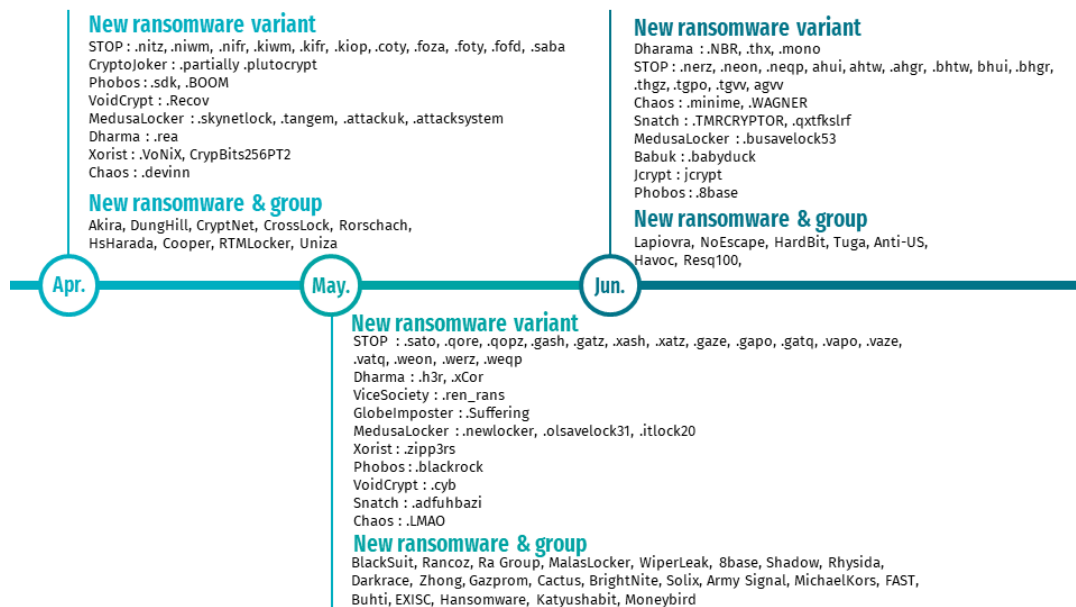 New ransomware variant
STOP : .nitz, .niwm, .nifr, .kiwm, .kifr, .kiop, .coty, .foza, .foty, .fofd, .saba
CryptoJoker : .partially .plutocrypt
Phobos : .sdk, .BOOM
VoidCrypt : .Recov
MedusaLocker : .skynetlock, .tangem, .attackuk, .attacksystem
Dharma : .rea
Xorist : .VoNiX, CrypBits256PT2
Chaos : .devinn
New ransomware & group
Akira, DungHill, CryptNet, CrossLock, Rorschach,
HsHarada, Cooper, RTMLocker, Uniza
Apr.
New ransomware variant
STOP : .sato, .qore, .qopz, .gash, .gatz, .xash, .xatz, .gaze, .gapo, .gatq, .vapo, .vaze,
.vatq, .weon, .werz, .weqp
Dharma : .h3r, .xCor
ViceSociety : .ren_rans
GlobeImposter : .Suffering
MedusaLocker : .newlocker, .olsavelock31, .itlock20
Xorist : .zipp3rs
Phobos : .blackrock
VoidCrypt : .cyb
Snatch : .adfuhbazi
Chaos : .LMAO
New ransomware & group
BlackSuit, Rancoz, Ra Group, MalasLocker, WiperLeak, 8base, Shadow, Rhysida,
Darkrace, Zhong, Gazprom, Cactus, BrightNite, Solix, Army Signal, MichaelKors, FAST,
Buhti, EXISC, Hansomware, Katyushabit, Moneybird
May.
New ransomware variant
Dharama : .NBR, .thx, .mono
STOP : .nerz, .neon, .neqp, ahui, ahtw, .ahgr, .bhtw, bhui, .bhgr,
.thgz, .tgpo, .tgvv, agvv
Chaos : .minime, .WAGNER
Snatch : .TMRCRYPTOR, .qxtfkslrf
MedusaLocker : .busavelock53
Babuk : .babyduck
Jcrypt : jcrypt
Phobos : .8base
New ransomware & group
Lapiovra, NoEscape, HardBit, Tuga, Anti-US,
Havoc, Resq100,
Jun.